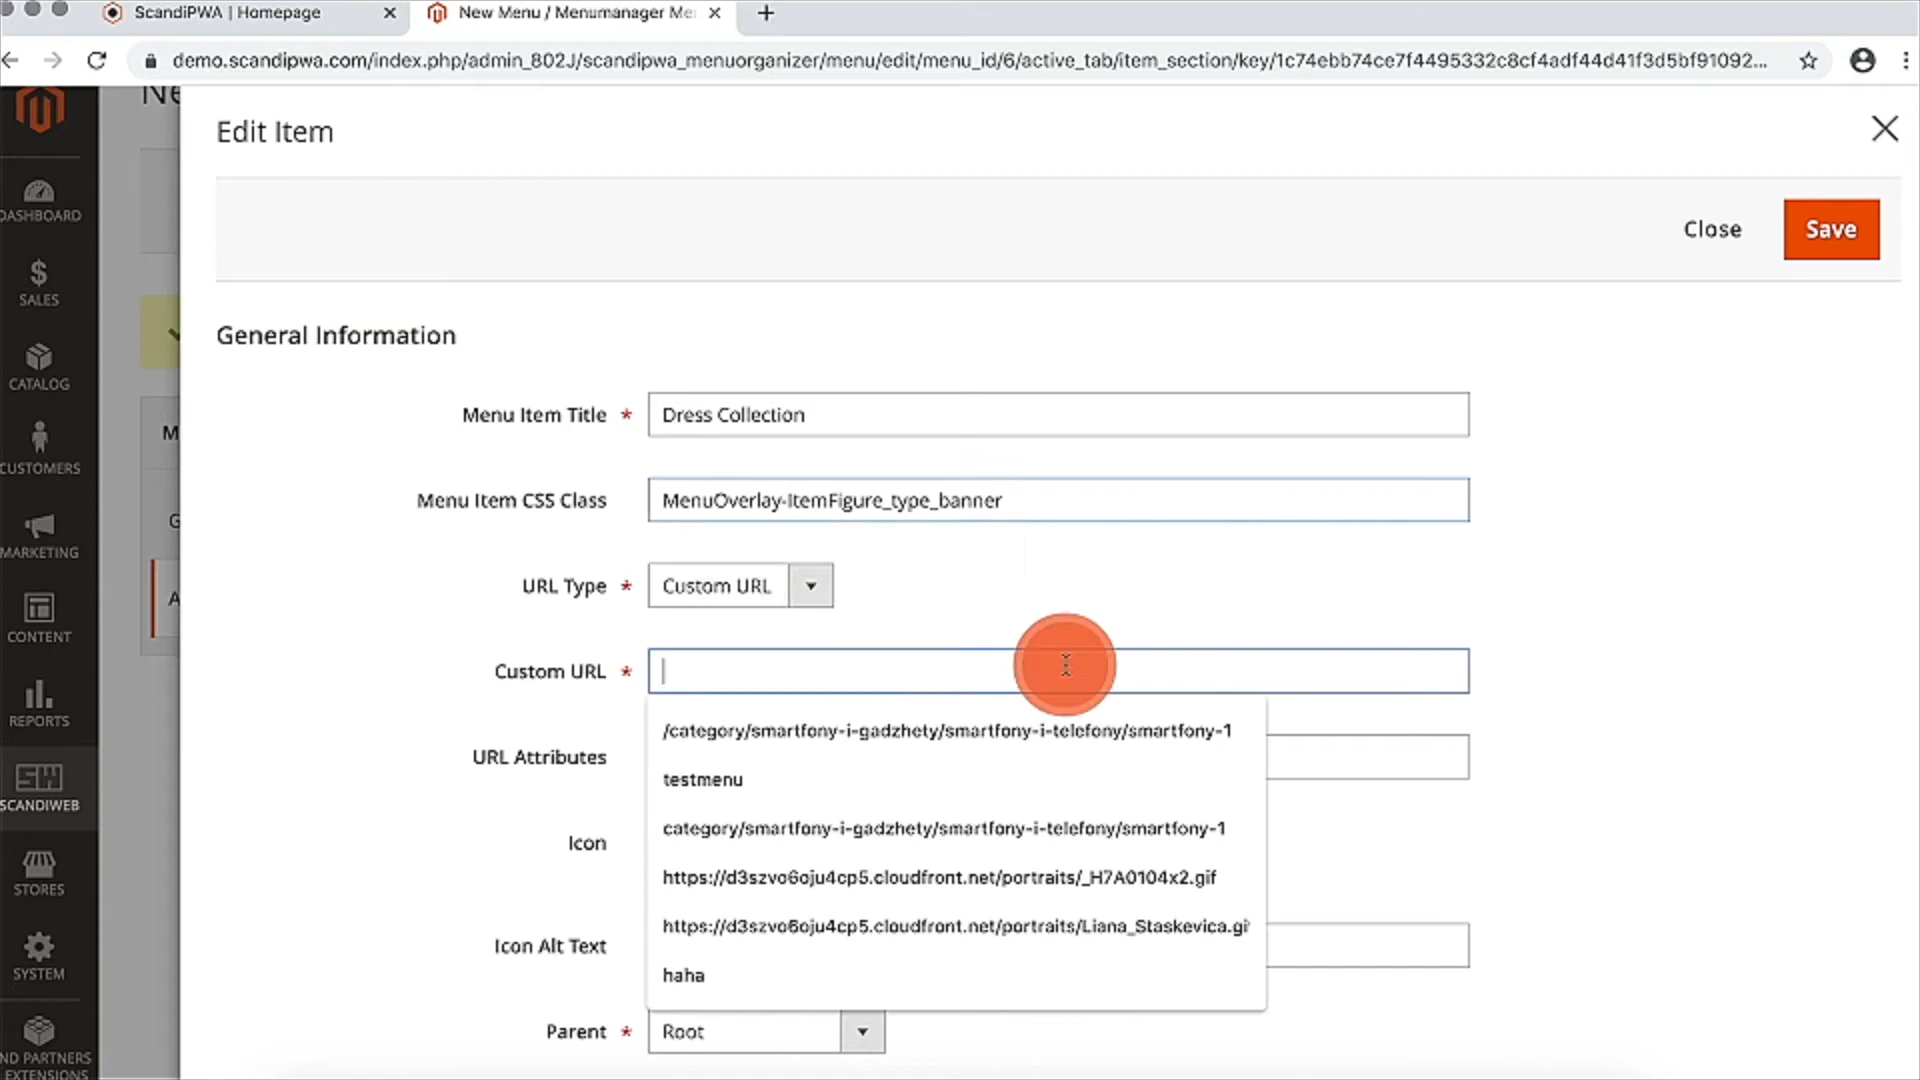 ScandiPWA | Homepage
New Menu / Menumanager Me
demo.scandipwa.com/index.php/admin_802J/scandipwa_menuorganizer/menu/edit/menu_id/6/active_tab/item_section/key/1c74ebb74ce7f4495332c8cf4adf44d41f3d5bf91092...
Ne
Edit Item
DASHBOARD
Close
Save
SALES
General Information
CATALOG
Menu Item Title * Dress Collection
M
CUSTOMERS
Menu Item CSS Class MenuOverlay-ItemFigure_type_banner
G
MARKETING
URL Type * Custom URL
A
CONTENT
Custom URL *
REPORTS
/category/smartfony-i-gadzhety/smartfony-i-telefony/smartfony-1
URL Attributes
testmenu
SCANDIWEB
category/smartfony-i-gadzhety/smartfony-i-telefony/smartfony-1
Icon
https://d3szvo6oju4cp5.cloudfront.net/portraits/_H7A0104x2.gif
STORES
https://d3szvo6oju4cp5.cloudfront.net/portraits/Liana_Staskevica.gi
Icon Alt Text
haha
SYSTEM
Parent * Root
ND PARTNERS
EXTENSIONS